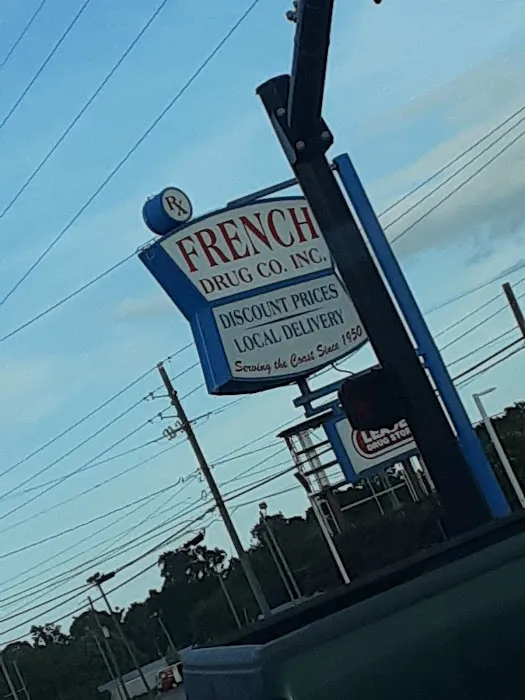 Rx
FRENCH
DRUG CO. INC.
DISCOUNT PRICES
LOCAL DELIVERY
Serving the Coast Since 1950
DRUG STORE